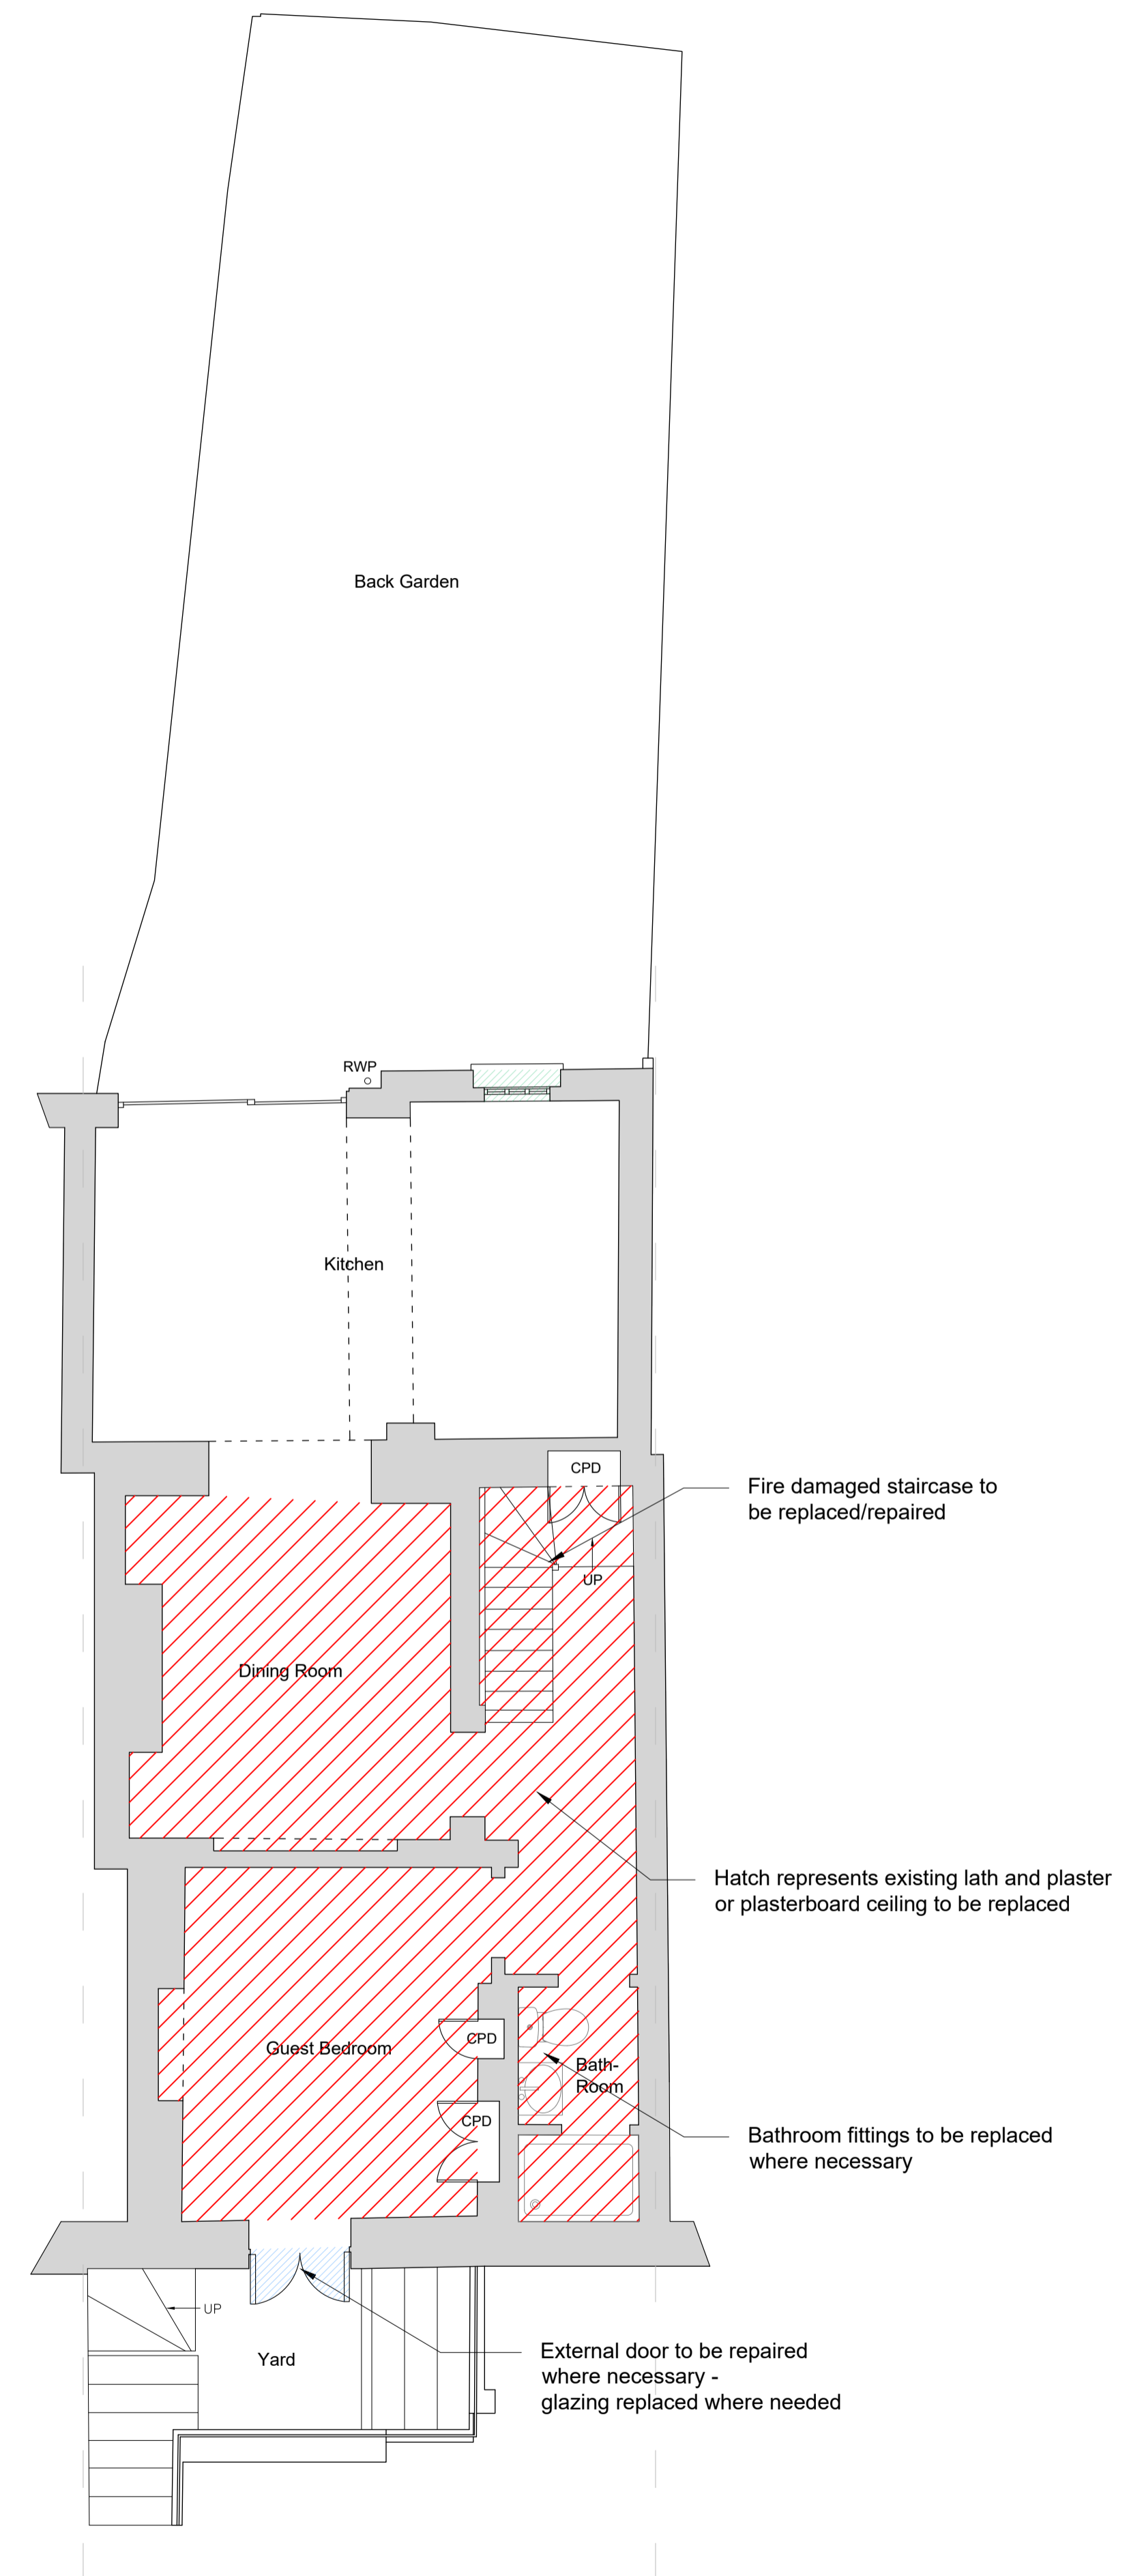 Back Garden
RWP
Kitchen
CPD
Fire damaged staircase to
be replaced/repaired
UP
Dining Room
Hatch represents existing lath and plaster
or plasterboard ceiling to be replaced
Guest Bedroom
CPD
Bath-
Room
CPD
Bathroom fittings to be replaced
where necessary
UP
Yard
External door to be repaired
where necessary -
glazing replaced where needed